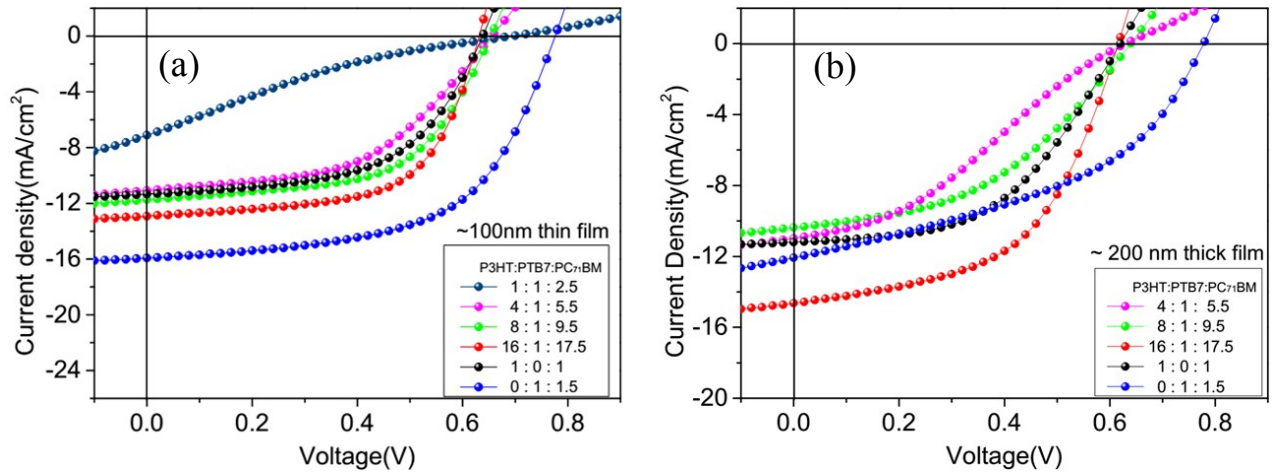 (a)
0
-4
-8
-12
-16
-20
-24
Current density(mA/cm²)
0.0 0.2 0.4 0.6 0.8
Voltage(V)
~100nm thin film
P3HT:PTB7:PC₇₁BM
1 : 1 : 2.5
4 : 1 : 5.5
8 : 1 : 9.5
16 : 1 : 17.5
1 : 0 : 1
0 : 1 : 1.5
(b)
0
-4
-8
-12
-16
-20
Current Density(mA/cm²)
0.0 0.2 0.4 0.6 0.8
Voltage(V)
~ 200 nm thick film
P3HT:PTB7:PC₇₁BM
4 : 1 : 5.5
8 : 1 : 9.5
16 : 1 : 17.5
1 : 0 : 1
0 : 1 : 1.5